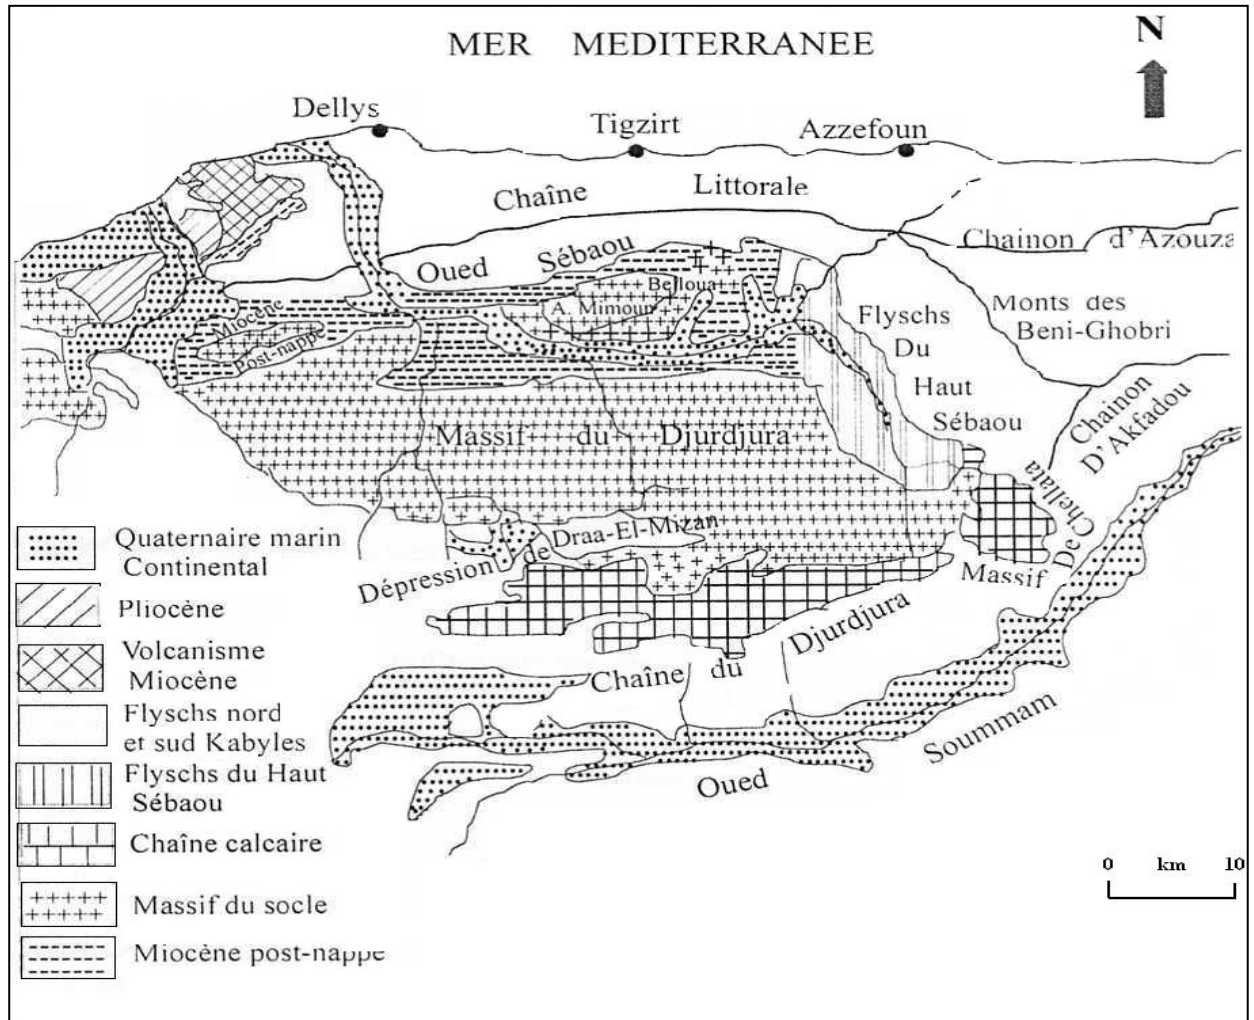 N
MER MEDITERRANEE
Dellys
Tigzirt
Azzefoun
Chaîne Littorale
Chainon d'Azouza
Oued Sébaou
Belloua
A. Mimoun
Miocène
Post-nappe
Monts des
Beni-Ghobri
Flyschs
Du
Haut
Sébaou
Chainon
D'Akfadou
Massif du Djurdjura
Massif De Chellata
Dépression de Draa-El-Mizan
Chaîne du Djurdjura
Oued Soummam
Quaternaire marin
Continental
Pliocène
Volcanisme
Miocène
Flyschs nord
et sud Kabyles
Flyschs du Haut
Sébaou
Chaîne calcaire
Massif du socle
Miocène post-nappe
0 km 10